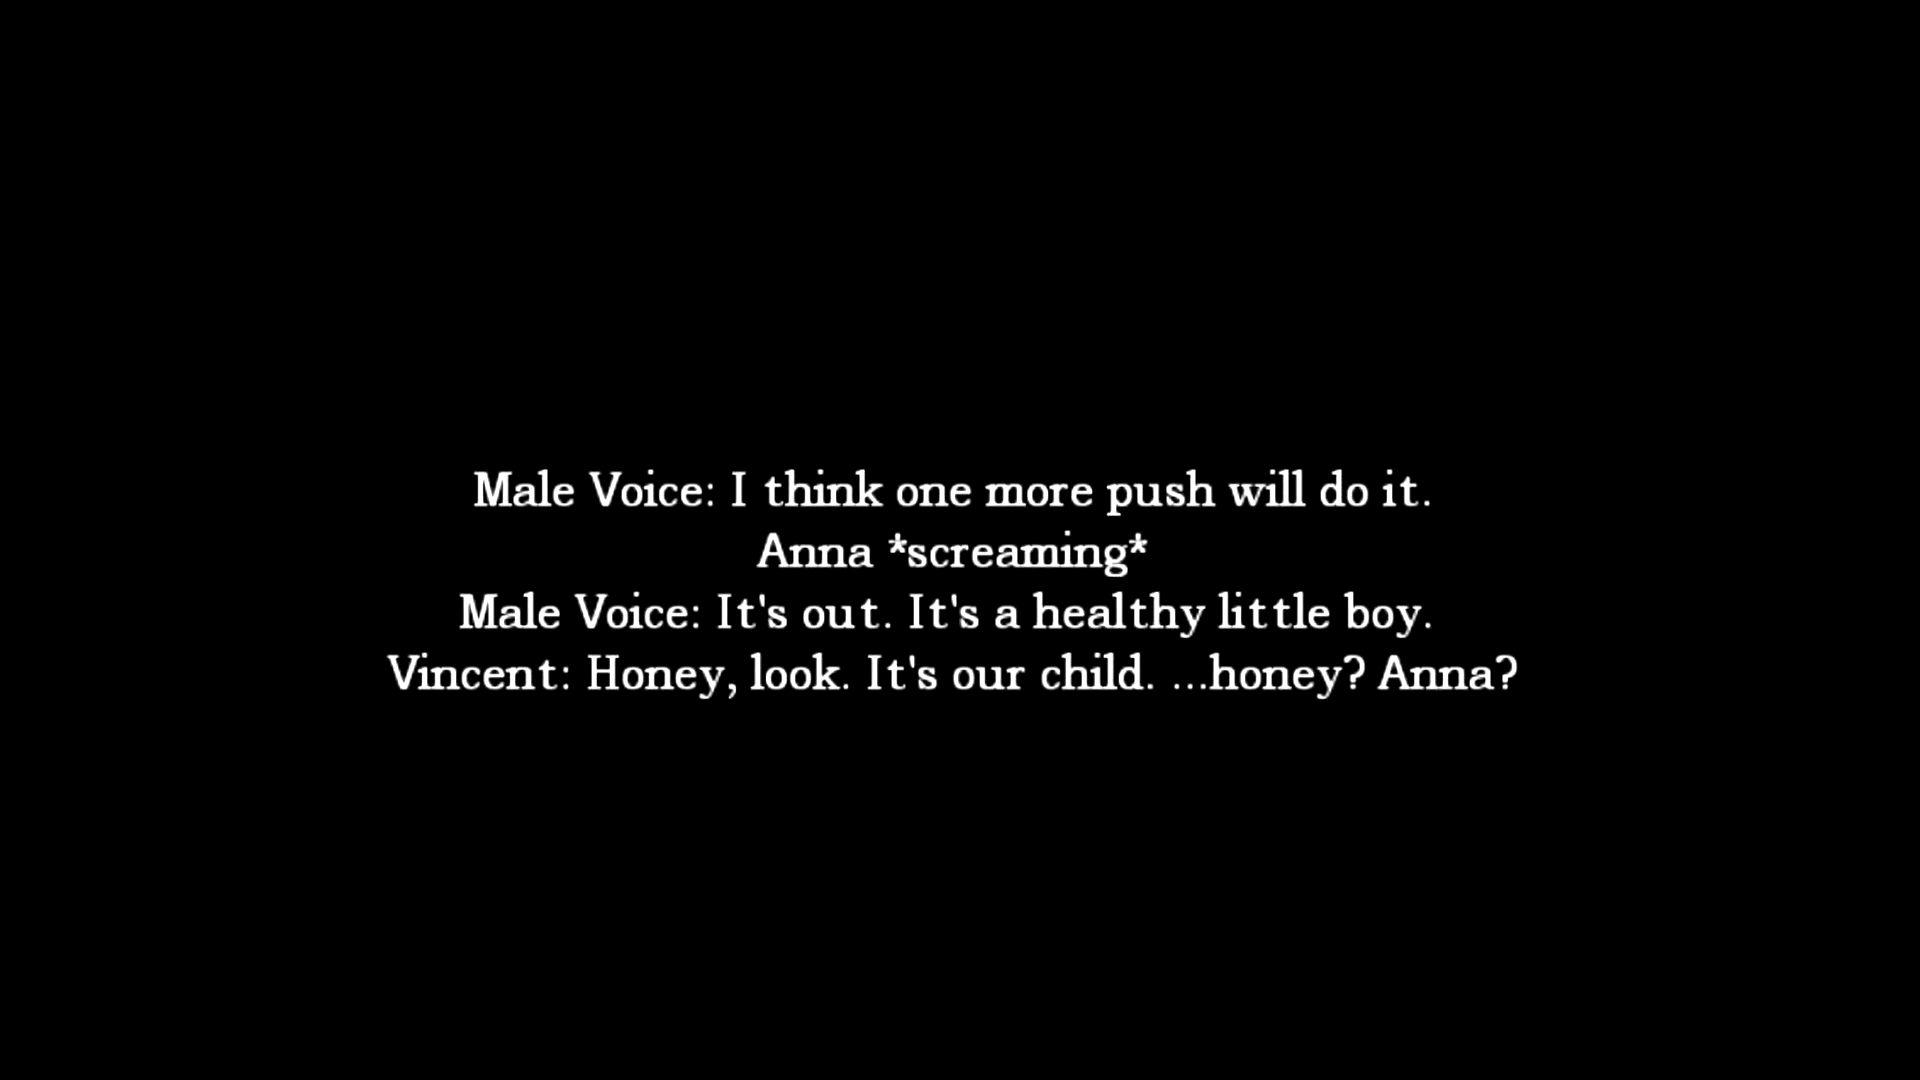 Male Voice: I think one more push will do it.
Anna *screaming*
Male Voice: It's out. It's a healthy little boy.
Vincent: Honey, look. It's our child. ...honey? Anna?